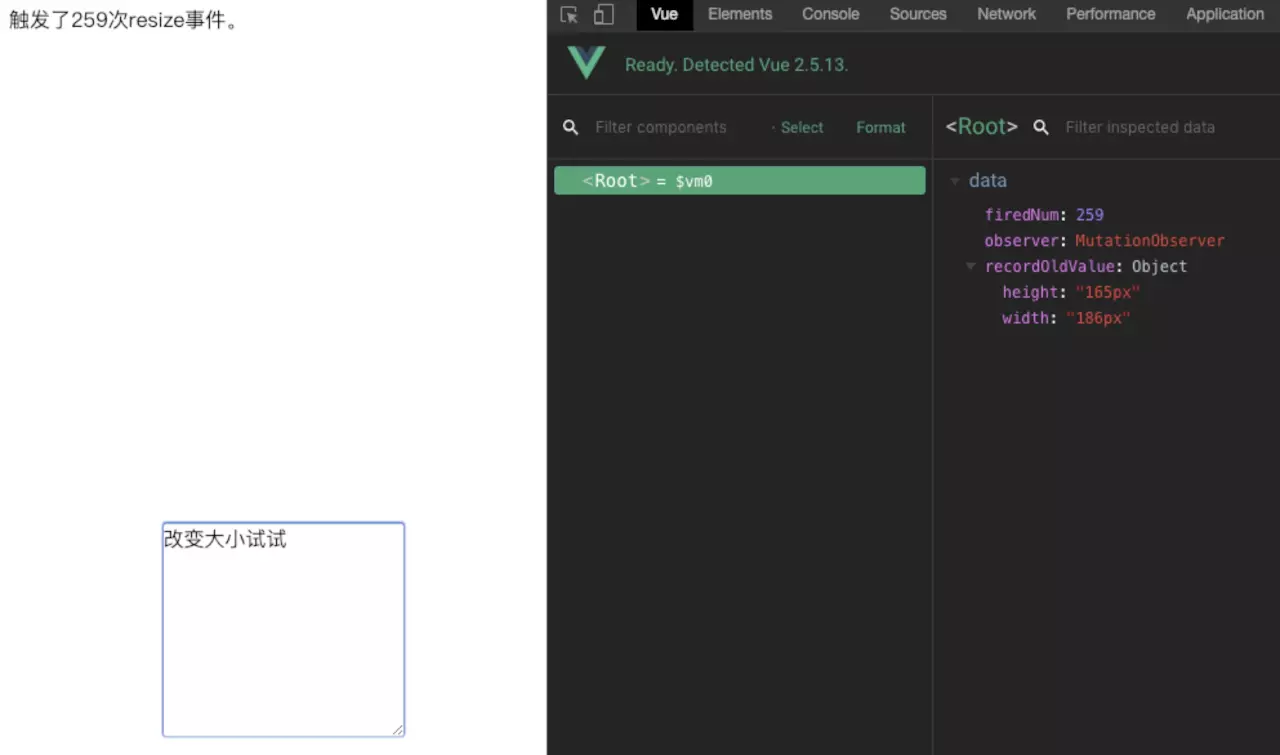 触发了259次resize事件。
改变大小试试
Vue Elements Console Sources Network Performance Application
Ready. Detected Vue 2.5.13.
Filter components Select Format
<Root> = $vm0
<Root> Filter inspected data
data
firedNum: 259
observer: MutationObserver
recordOldValue: Object
height: "165px"
width: "186px"